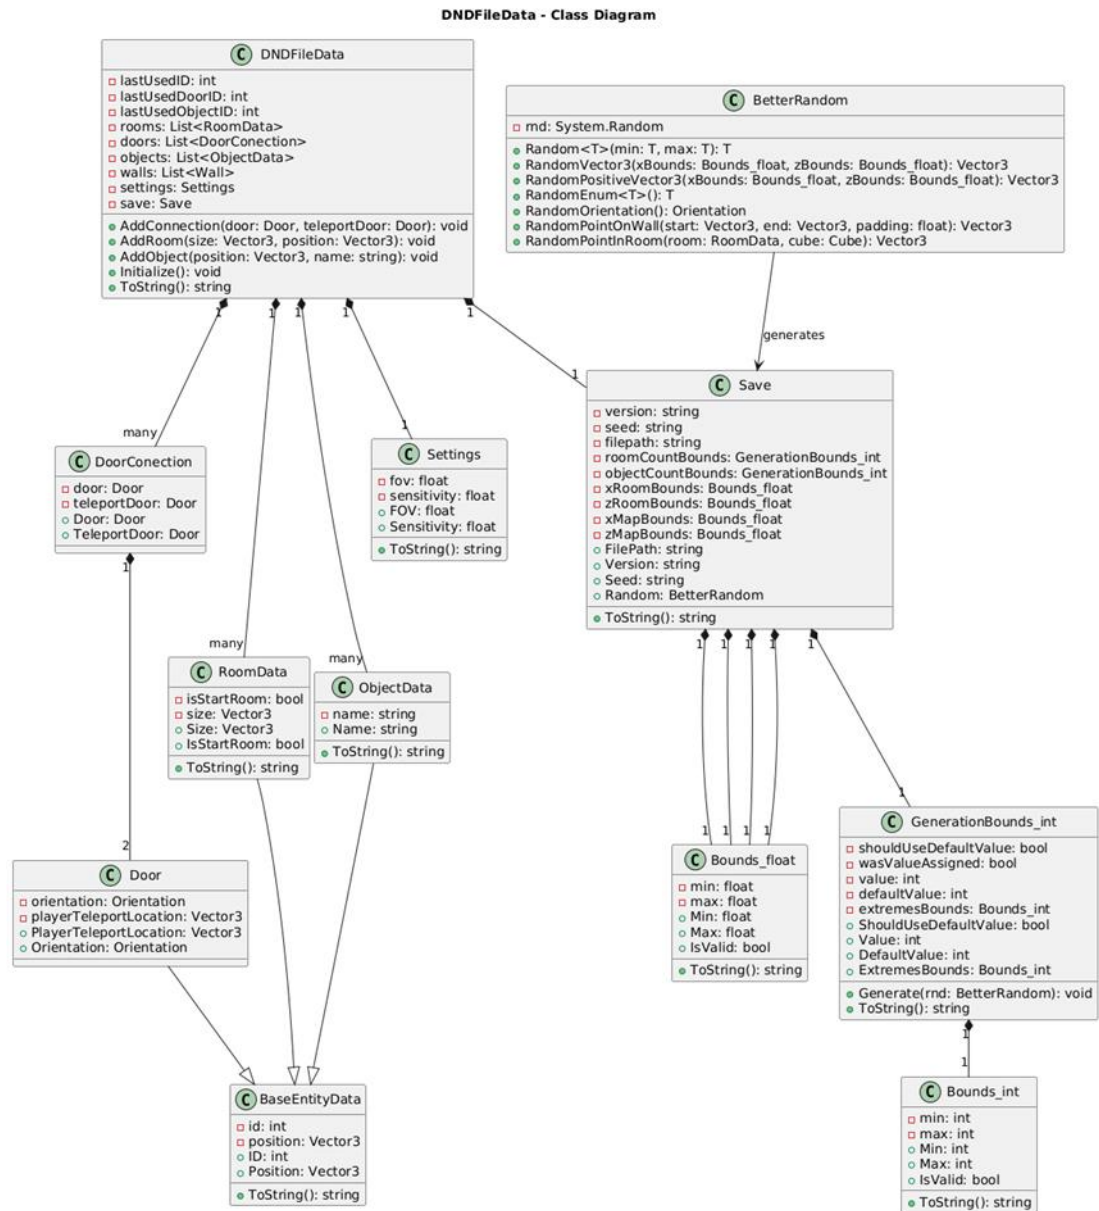 DNDFileData - Class Diagram
C DNDFileData
lastUsedID: int
lastUsedDoorID: int
lastUsedObjectID: int
rooms: List<RoomData>
doors: List<DoorConection>
objects: List<ObjectData>
walls: List<Wall>
settings: Settings
save: Save
AddConnection(door: Door, teleportDoor: Door): void
AddRoom(size: Vector3, position: Vector3): void
AddObject(position: Vector3, name: string): void
Initialize(): void
ToString(): string
C BetterRandom
rnd: System.Random
Random<T>(min: T, max: T): T
RandomVector3(xBounds: Bounds_float, zBounds: Bounds_float): Vector3
RandomPositiveVector3(xBounds: Bounds_float, zBounds: Bounds_float): Vector3
RandomEnum<T>(): T
RandomOrientation(): Orientation
RandomPointOnWall(start: Vector3, end: Vector3, padding: float): Vector3
RandomPointInRoom(room: RoomData, cube: Cube): Vector3
1 1 1 1 1
generates
many
1
1
C DoorConection
door: Door
teleportDoor: Door
Door: Door
TeleportDoor: Door
1
C Settings
fov: float
sensitivity: float
FOV: float
Sensitivity: float
ToString(): string
C Save
version: string
seed: string
filepath: string
roomCountBounds: GenerationBounds_int
objectCountBounds: GenerationBounds_int
xRoomBounds: Bounds_float
zRoomBounds: Bounds_float
xMapBounds: Bounds_float
zMapBounds: Bounds_float
FilePath: string
Version: string
Seed: string
Random: BetterRandom
ToString(): string
1 1 1 1 1
many
many
C RoomData
isStartRoom: bool
size: Vector3
Size: Vector3
IsStartRoom: bool
ToString(): string
C ObjectData
name: string
Name: string
ToString(): string
2
1 1 1 1
1
C Door
orientation: Orientation
playerTeleportLocation: Vector3
PlayerTeleportLocation: Vector3
Orientation: Orientation
C Bounds_float
min: float
max: float
Min: float
Max: float
IsValid: bool
ToString(): string
C GenerationBounds_int
shouldUseDefaultValue: bool
wasValueAssigned: bool
value: int
defaultValue: int
extremesBounds: Bounds_int
ShouldUseDefaultValue: bool
Value: int
DefaultValue: int
ExtremesBounds: Bounds_int
Generate(rnd: BetterRandom): void
ToString(): string
1
1
C BaseEntityData
id: int
position: Vector3
ID: int
Position: Vector3
ToString(): string
C Bounds_int
min: int
max: int
Min: int
Max: int
IsValid: bool
ToString(): string